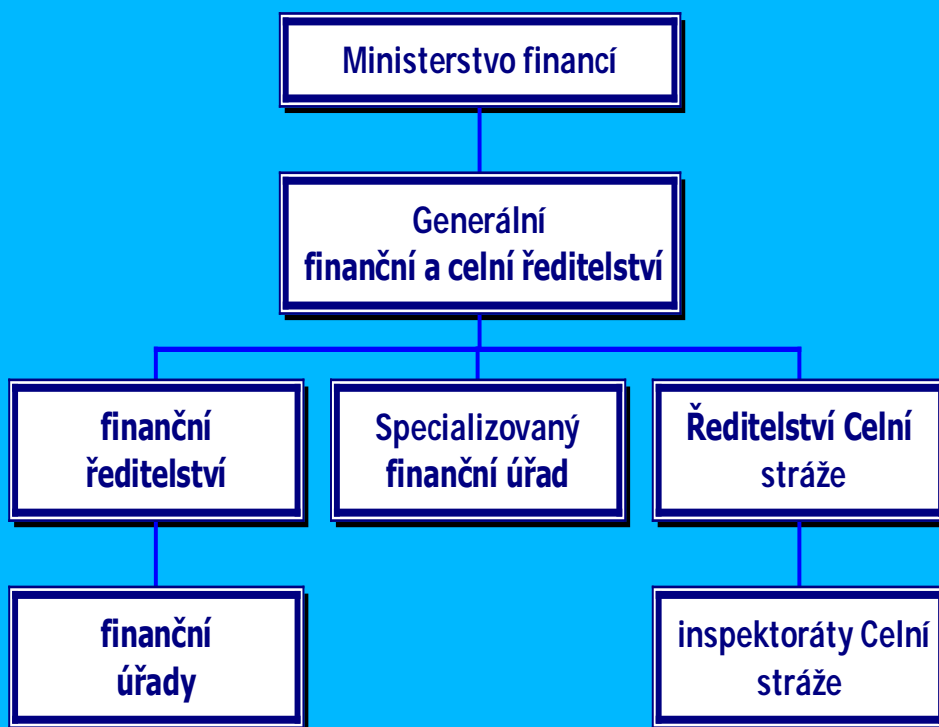 Ministerstvo financí
Generální
finanční a celní ředitelství
finanční
ředitelství
Specializovaný
finanční úřad
Ředitelství Celní
stráže
finanční
úřady
inspektoráty Celní
stráže